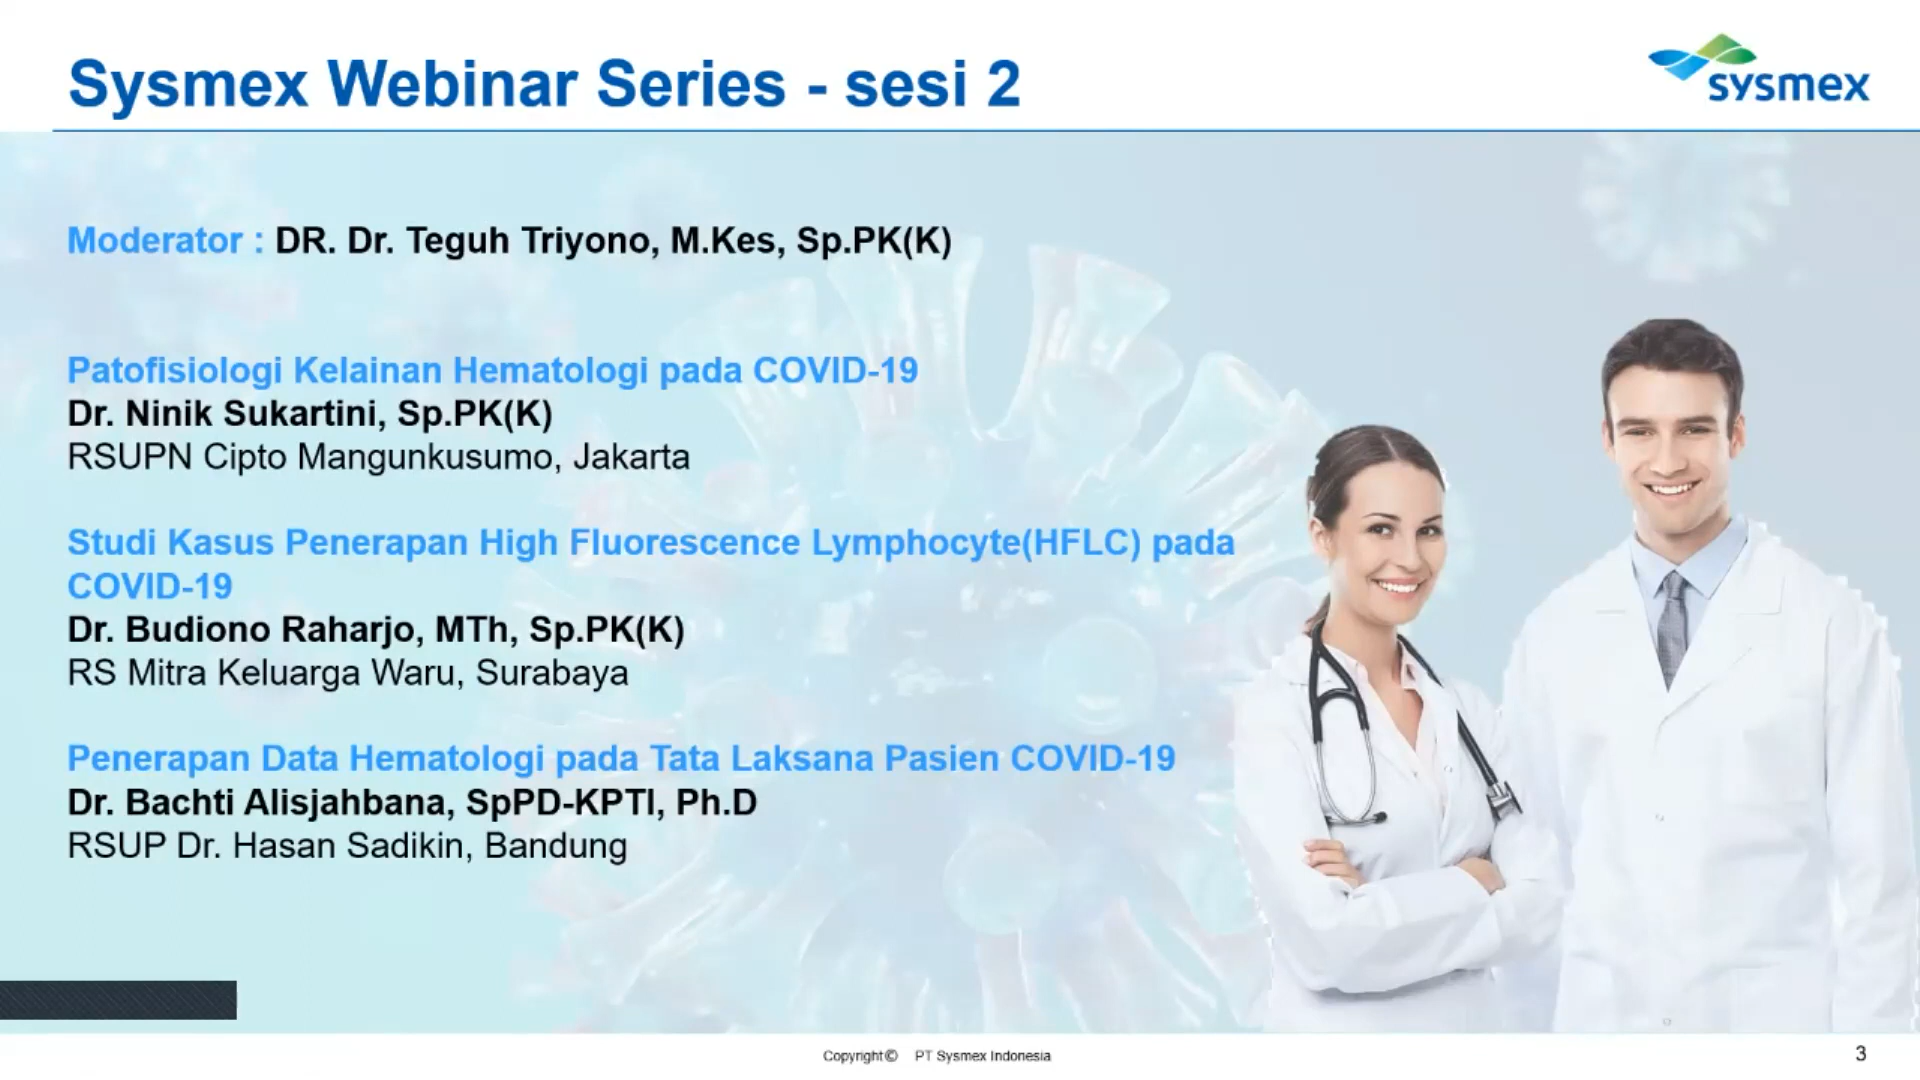 Sysmex Webinar Series - sesi 2
sysmex
Moderator : DR. Dr. Teguh Triyono, M.Kes, Sp.PK(K)
Patofisiologi Kelainan Hematologi pada COVID-19
Dr. Ninik Sukartini, Sp.PK(K)
RSUPN Cipto Mangunkusumo, Jakarta
Studi Kasus Penerapan High Fluorescence Lymphocyte(HFLC) pada
COVID-19
Dr. Budiono Raharjo, MTh, Sp.PK(K)
RS Mitra Keluarga Waru, Surabaya
Penerapan Data Hematologi pada Tata Laksana Pasien COVID-19
Dr. Bachti Alisjahbana, SpPD-KPTI, Ph.D
RSUP Dr. Hasan Sadikin, Bandung
Copyright© PT Sysmex Indonesia
3